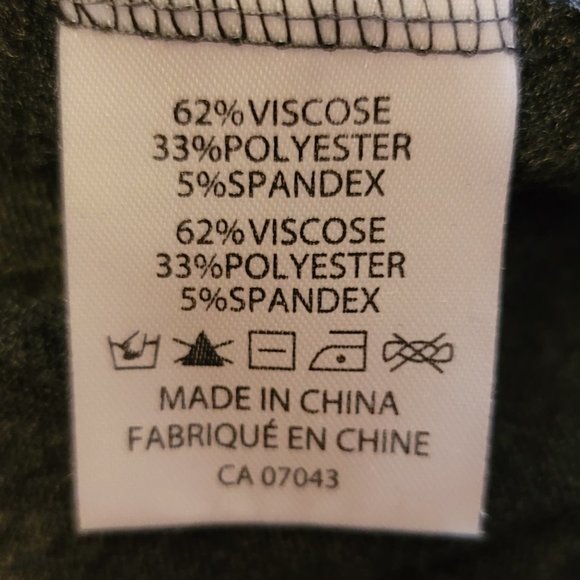 62%VISCOSE
33%POLYESTER
5%SPANDEX
62%VISCOSE
33%POLYESTER
5%SPANDEX
MADE IN CHINA
FABRIQUÉ EN CHINE
CA 07043